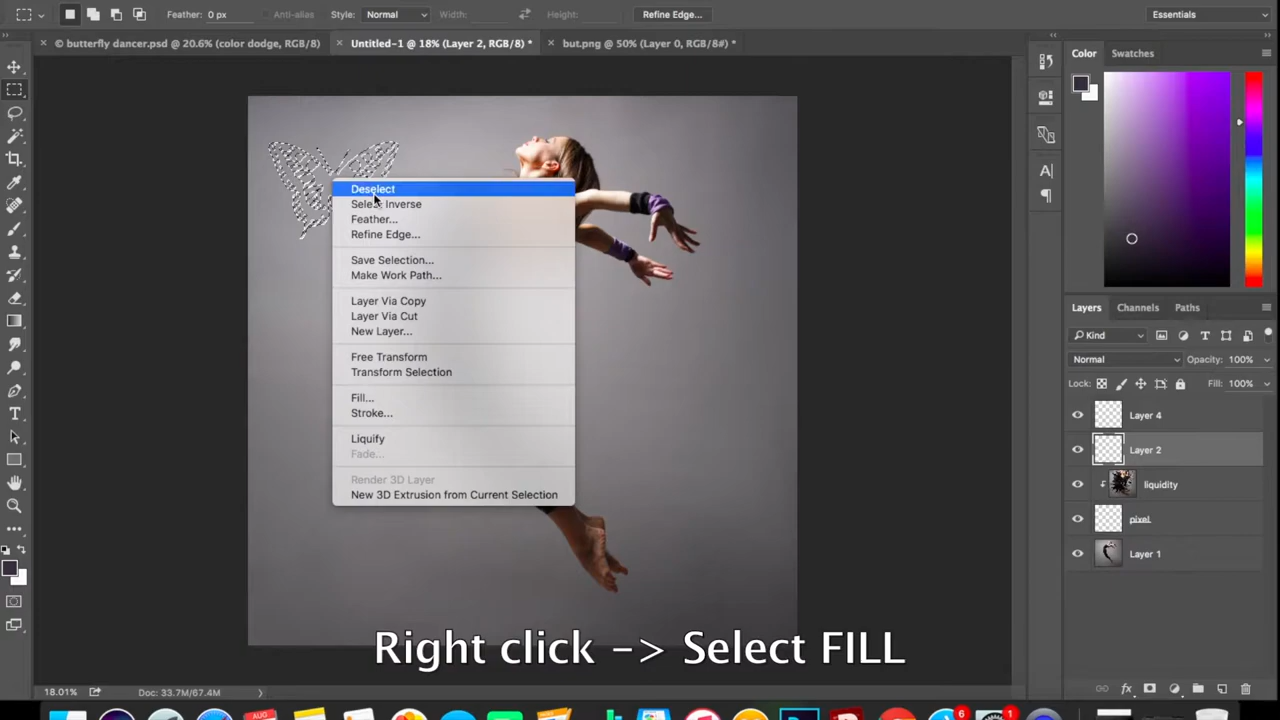 Feather: 0 px Anti-alias Style: Normal Width: Height: Refine Edge... Essentials
© butterfly dancer.psd @ 20.6% (color dodge, RGB/8) Untitled-1 @ 18% (Layer 2, RGB/8) * but.png @ 50% (Layer 0, RGB/8#) *
Color Swatches
Deselect
Select Inverse
Feather...
Refine Edge...
Save Selection...
Make Work Path...
Layer Via Copy
Layer Via Cut
New Layer...
Free Transform
Transform Selection
Fill...
Stroke...
Liquify
Fade...
Render 3D Layer
New 3D Extrusion from Current Selection
Layers Channels Paths
Kind
Normal Opacity: 100%
Lock: Fill: 100%
Layer 4
Layer 2
liquidity
pixel
Layer 1
Right click -> Select FILL
18.01% Doc: 33.7M/67.4M
AUG 6 1